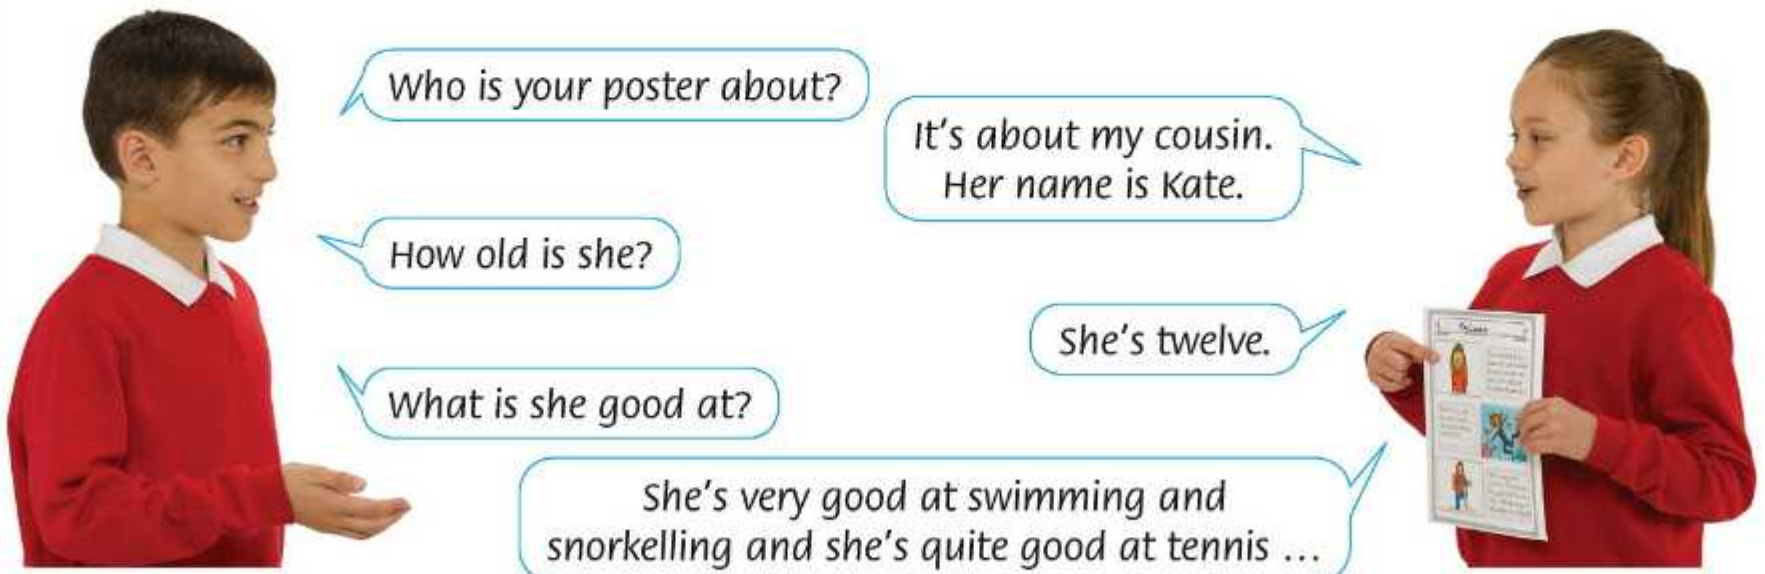 Who is your poster about?
It's about my cousin.
Her name is Kate.
How old is she?
She's twelve.
What is she good at?
She's very good at swimming and
snorkelling and she's quite good at tennis ...